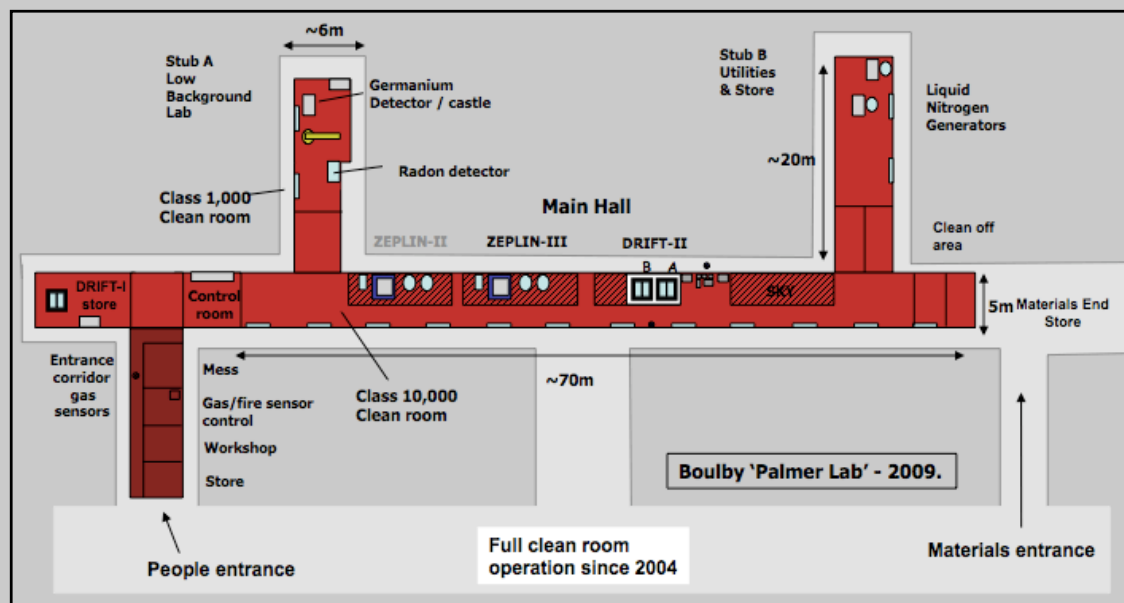 ~6m
Stub A
Low
Background
Lab
Germanium
Detector / castle
Radon detector
Class 1,000
Clean room
Stub B
Utilities
& Store
Liquid
Nitrogen
Generators
~20m
Main Hall
Clean off
area
ZEPLIN-II
ZEPLIN-III
DRIFT-II
B A
DRIFT-I
store
Control
room
SKY
5m
Materials End
Store
Entrance
corridor
gas
sensors
Mess
Gas/fire sensor
control
Workshop
Store
Class 10,000
Clean room
~70m
Boulby ‘Palmer Lab’ - 2009.
People entrance
Full clean room
operation since 2004
Materials entrance